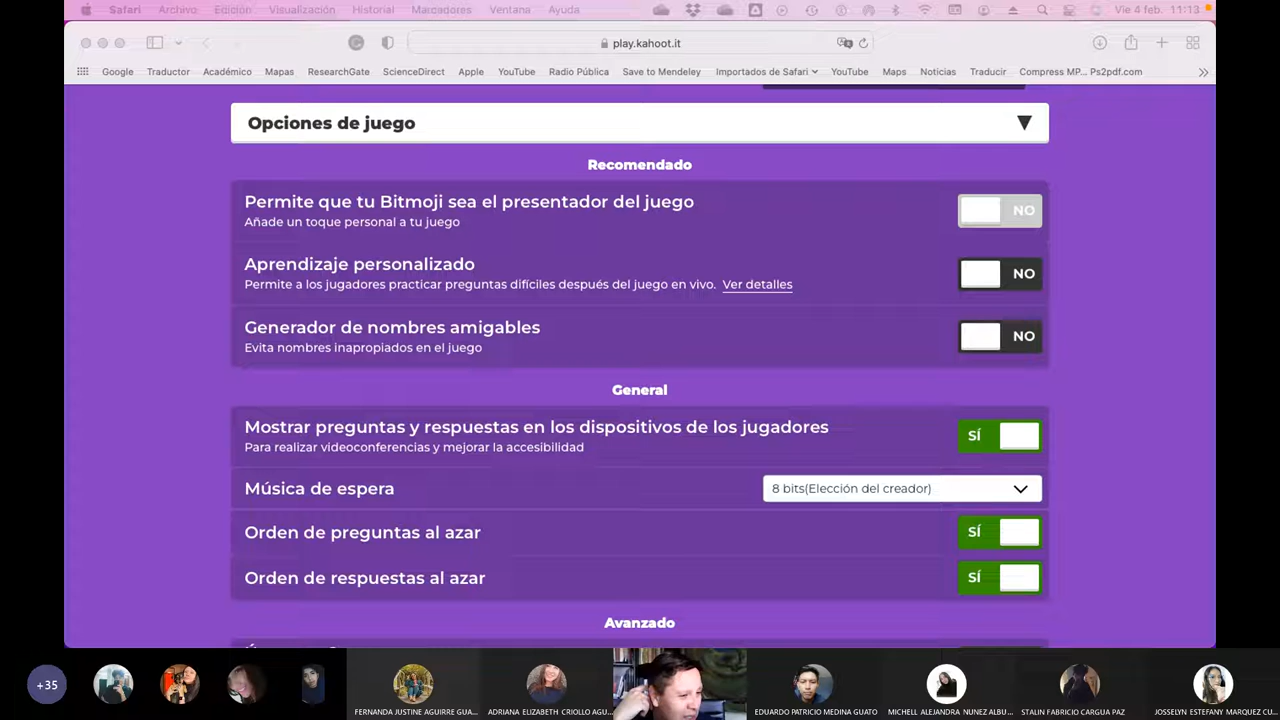 Safari Archivo Edición Visualización Historial Marcadores Ventana Ayuda Vie 4 feb. 11:13
play.kahoot.it
Google Traductor Académico Mapas ResearchGate ScienceDirect Apple YouTube Radio Pública Save to Mendeley Importados de Safari YouTube Maps Noticias Traducir Compress MP... Ps2pdf.com
Opciones de juego
Recomendado
Permite que tu Bitmoji sea el presentador del juego
Añade un toque personal a tu juego
NO
Aprendizaje personalizado
Permite a los jugadores practicar preguntas difíciles después del juego en vivo. Ver detalles
NO
Generador de nombres amigables
Evita nombres inapropiados en el juego
NO
General
Mostrar preguntas y respuestas en los dispositivos de los jugadores
Para realizar videoconferencias y mejorar la accesibilidad
SÍ
Música de espera
8 bits(Elección del creador)
Orden de preguntas al azar
SÍ
Orden de respuestas al azar
SÍ
Avanzado
+35
FERNANDA JUSTINE AGUIRRE GUA... ADRIANA ELIZABETH CRIOLLO AGU... EDUARDO PATRICIO MEDINA GUATO MICHELL ALEJANDRA NUNEZ ALBU... STALIN FABRICIO CARGUA PAZ JOSSELYN ESTEFANY MARQUEZ CU...